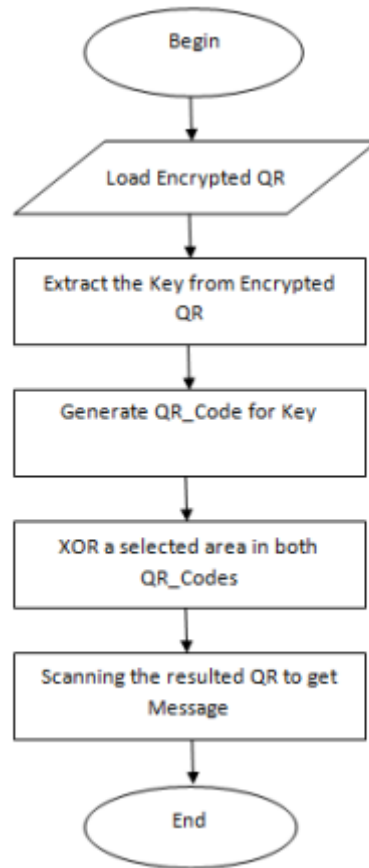 Begin
Load Encrypted QR
Extract the Key from Encrypted
QR
Generate QR_Code for Key
XOR a selected area in both
QR_Codes
Scanning the resulted QR to get
Message
End